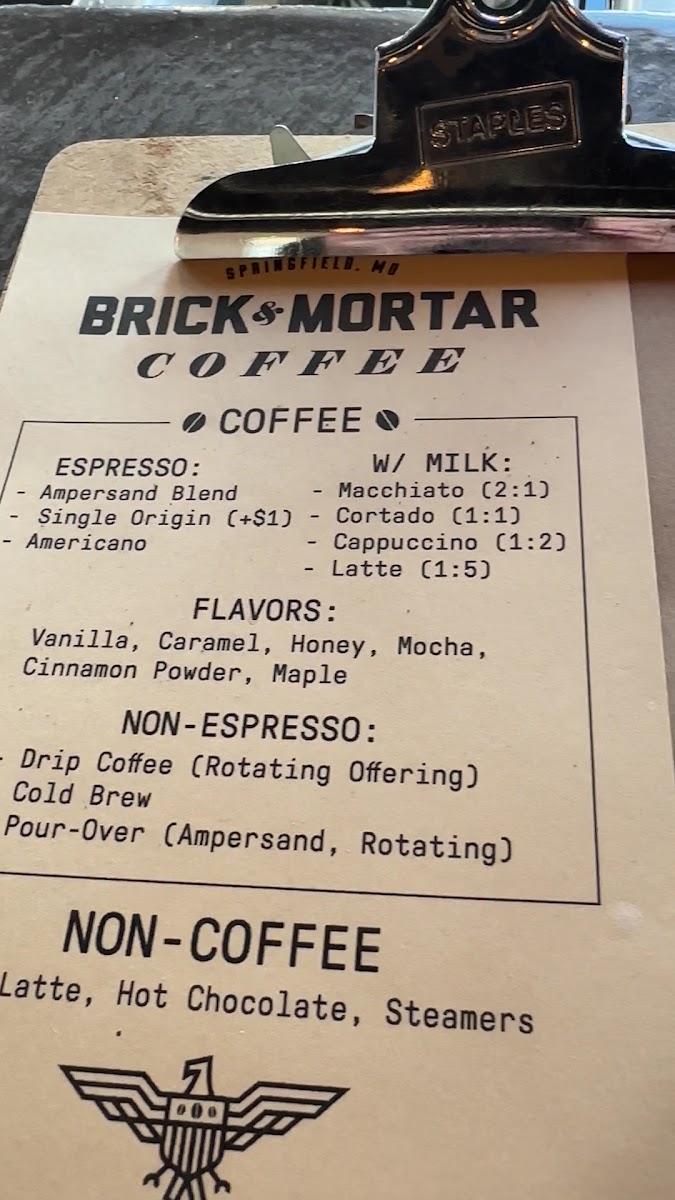 STAPLES
SPRINGFIELD, MO
BRICK & MORTAR
COFFEE
COFFEE
ESPRESSO:
- Ampersand Blend
- Single Origin (+$1)
- Americano
W/ MILK:
- Macchiato (2:1)
- Cortado (1:1)
- Cappuccino (1:2)
- Latte (1:5)
FLAVORS:
Vanilla, Caramel, Honey, Mocha,
Cinnamon Powder, Maple
NON-ESPRESSO:
- Drip Coffee (Rotating Offering)
Cold Brew
Pour-Over (Ampersand, Rotating)
NON-COFFEE
Latte, Hot Chocolate, Steamers